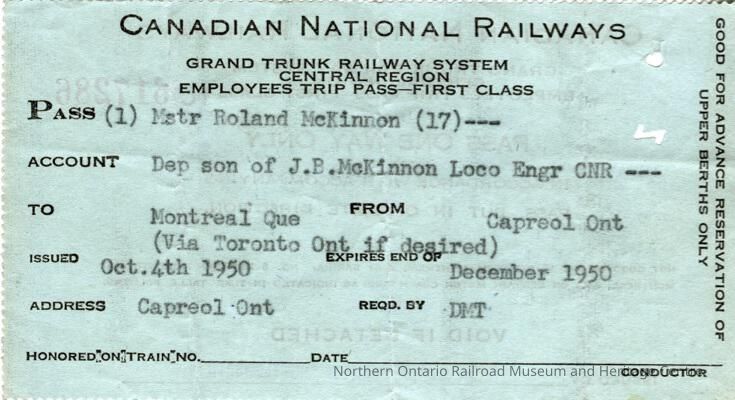 CANADIAN NATIONAL RAILWAYS
GRAND TRUNK RAILWAY SYSTEM
CENTRAL REGION
EMPLOYEES TRIP PASS—FIRST CLASS
PASS (1) Mstr Roland McKinnon (17)---
ACCOUNT Dep son of J.B.McKinnon Loco Engr CNR ---
TO Montreal Que FROM Capreol Ont
(Via Toronto Ont if desired)
ISSUED Oct.4th 1950 EXPIRES END OF December 1950
ADDRESS Capreol Ont REQD. BY DMT
HONORED ON TRAIN NO. DATE
CONDUCTOR
GOOD FOR ADVANCE RESERVATION OF
UPPER BERTHS ONLY
Northern Ontario Railroad Museum and Heritage Centre